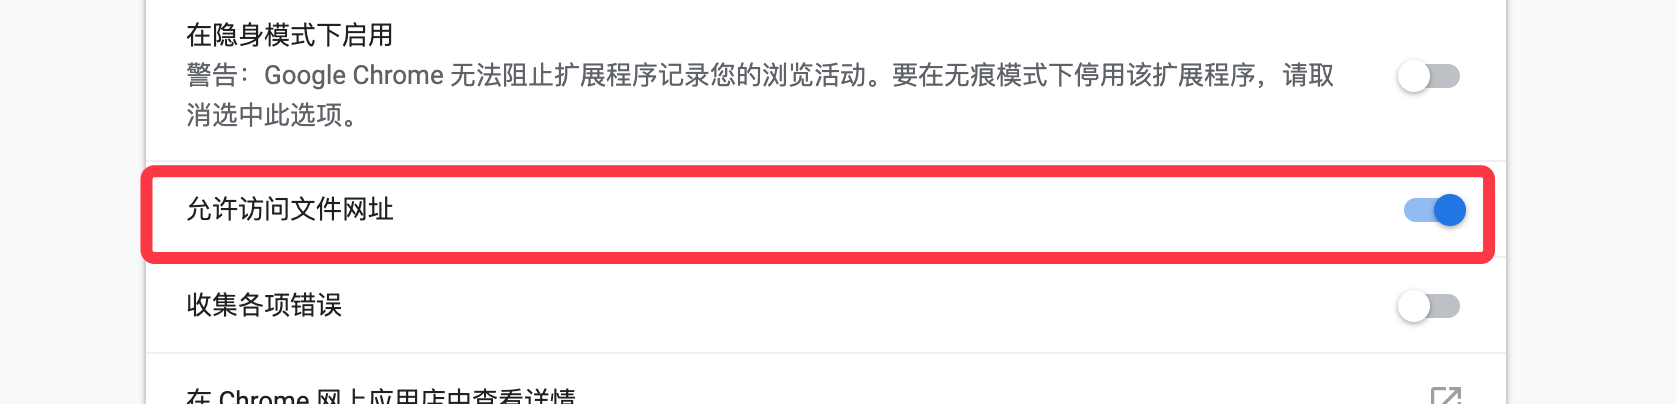 在隐身模式下启用
警告：Google Chrome 无法阻止扩展程序记录您的浏览活动。要在无痕模式下停用该扩展程序，请取
消选中此选项。
允许访问文件网址
收集各项错误
在 Chrome 网上应用店中查看详情